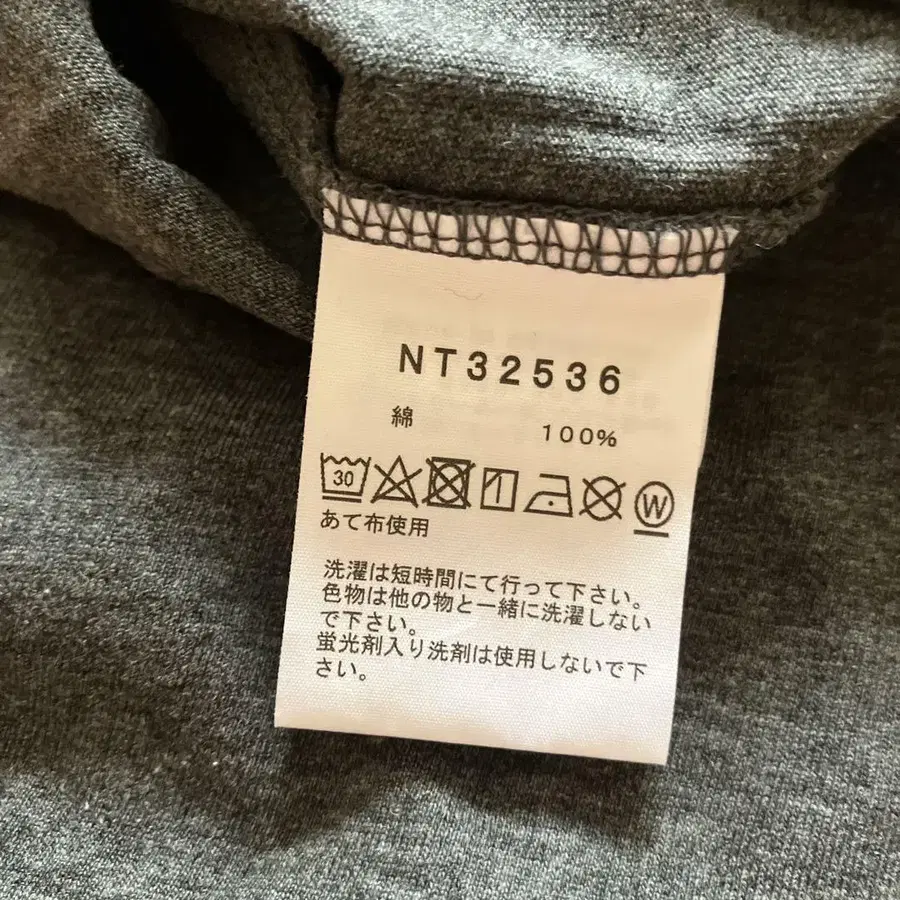 NT32536
綿 100%
30 W
あて布使用
洗濯は短時間にて行って下さい。
色物は他の物と一緒に洗濯しない
で下さい。
蛍光剤入り洗剤は使用しないで下
さい。